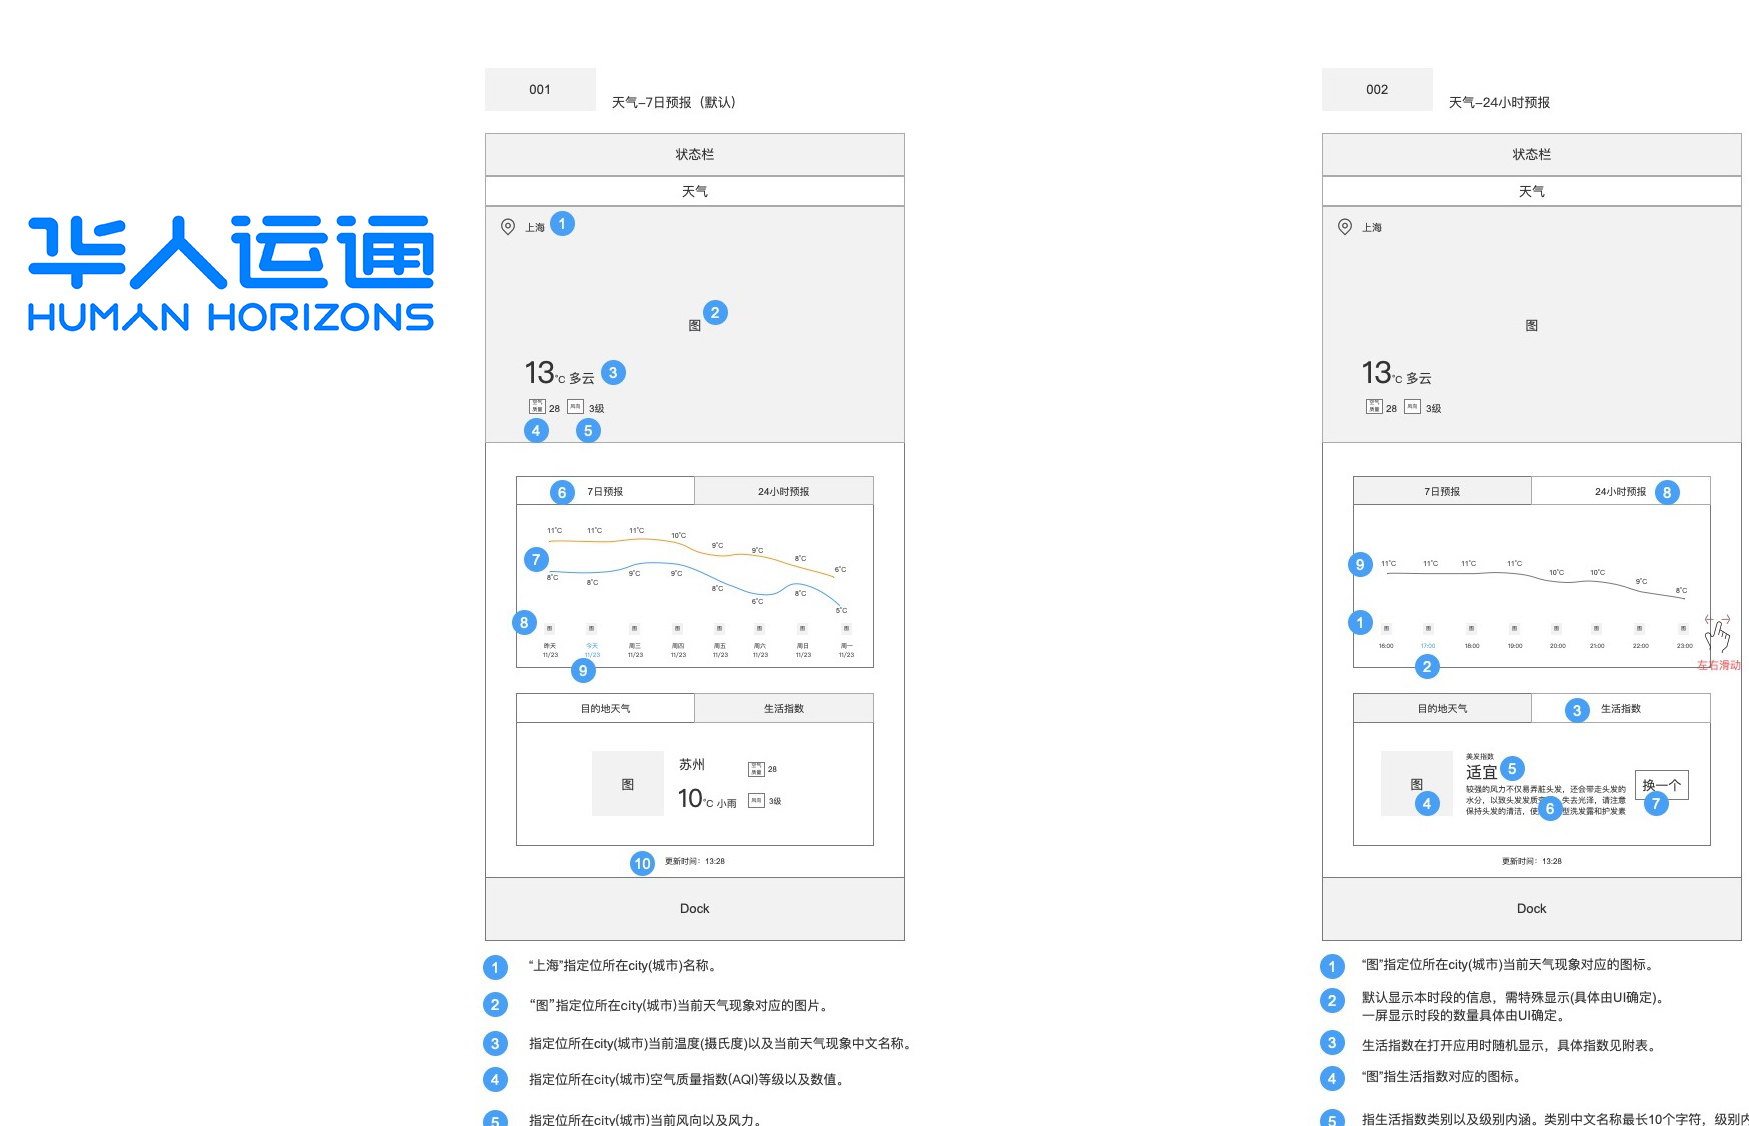 华人运通
HUMAN HORIZONS
001
天气-7日预报（默认）
状态栏
天气
上海
1
图
2
13°C 多云
3
空气质量
28
风向
3级
4
5
6
7日预报
24小时预报
11°C
11°C
11°C
10°C
9°C
9°C
8°C
6°C
7
8°C
8°C
9°C
9°C
8°C
6°C
8°C
5°C
8
图
图
图
图
图
图
图
图
昨天
今天
周三
周四
周五
周六
周日
周一
11/23
11/23
11/23
11/23
11/23
11/23
11/23
11/23
9
目的地天气
生活指数
图
苏州
空气质量
28
10°C 小雨
风向
3级
10
更新时间：13:28
Dock
1
“上海”指定位所在city(城市)名称。
2
“图”指定位所在city(城市)当前天气现象对应的图片。
3
指定位所在city(城市)当前温度(摄氏度)以及当前天气现象中文名称。
4
指定位所在city(城市)空气质量指数(AQI)等级以及数值。
5
指定位所在city(城市)当前风向以及风力。
002
天气-24小时预报
状态栏
天气
上海
图
13°C 多云
空气质量
28
风向
3级
7日预报
24小时预报
8
9
11°C
11°C
11°C
11°C
10°C
10°C
9°C
8°C
1
图
图
图
图
图
图
图
图
16:00
17:00
18:00
19:00
20:00
21:00
22:00
23:00
2
左右滑动
目的地天气
3
生活指数
图
4
美发指数
适宜
5
较强的风力不仅易弄脏头发，还会带走头发的
水分，以致头发发质 失去光泽，请注意
保持头发的清洁，使 型洗发露和护发素
6
换一个
7
更新时间：13:28
Dock
1
“图”指定位所在city(城市)当前天气现象对应的图标。
2
默认显示本时段的信息，需特殊显示(具体由UI确定)。
一屏显示时段的数量具体由UI确定。
3
生活指数在打开应用时随机显示，具体指数见附表。
4
“图”指生活指数对应的图标。
5
指生活指数类别以及级别内涵。类别中文名称最长10个字符，级别内